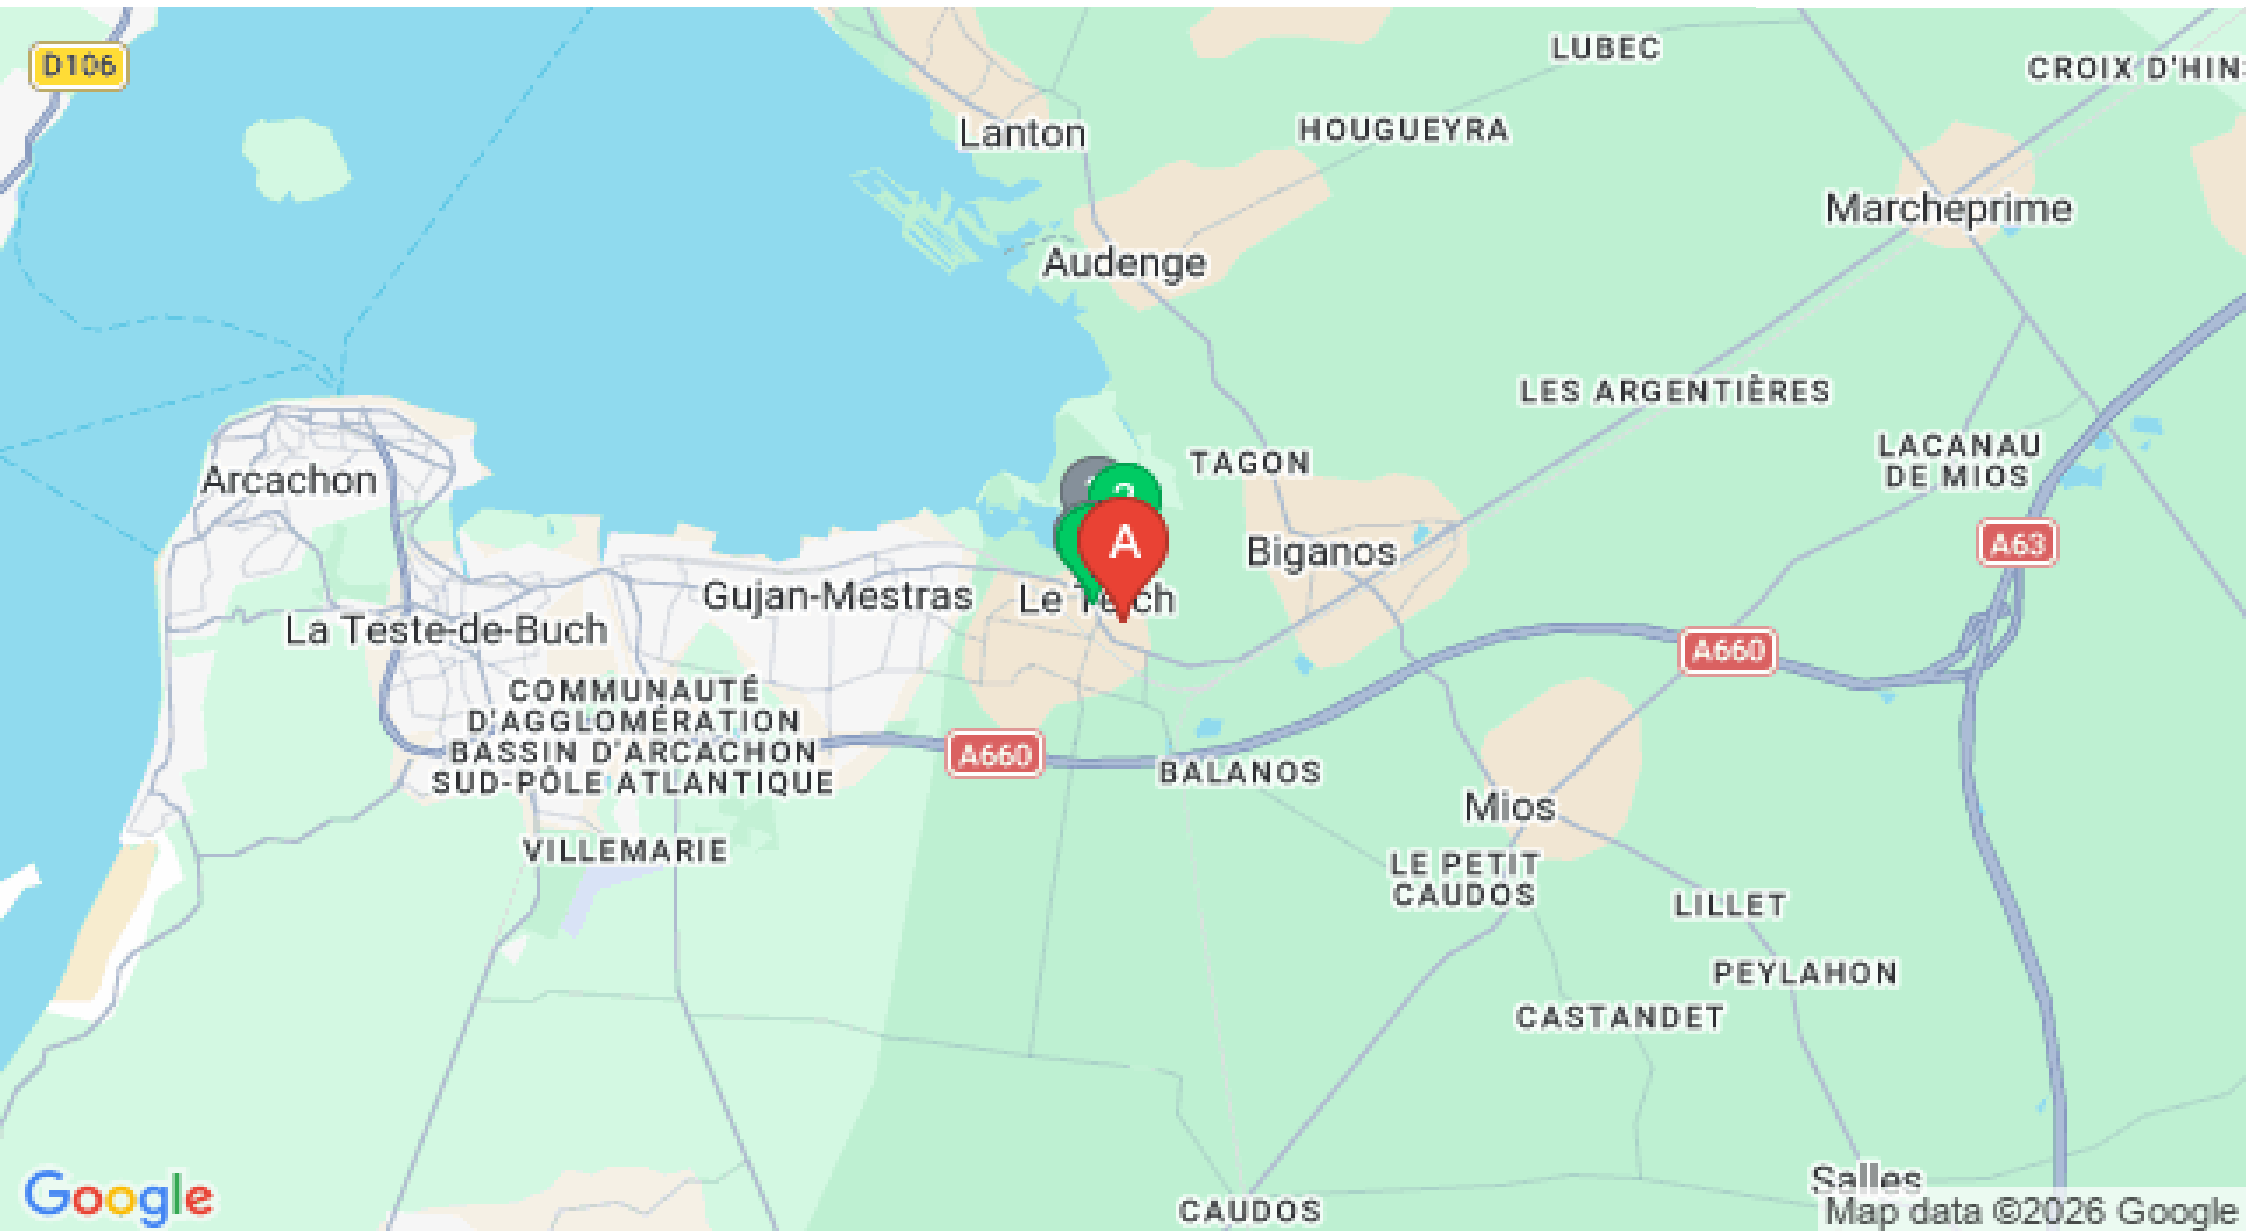 D106
LUBEC
CROIX D'HIN
Lanton
HOUGUEYRA
Marcheprime
Audenge
LES ARGENTIÈRES
LACANAU
DE MIOS
TAGON
Arcachon
A
A63
Biganos
Gujan-Mestras
Le Teich
La Teste-de-Buch
A660
COMMUNAUTÉ
D'AGGLOMÉRATION
BASSIN D'ARCACHON
SUD-PÔLE ATLANTIQUE
A660
BALANOS
Mios
VILLEMARIE
LE PETIT
CAUDOS
LILLET
PEYLAHON
CASTANDET
Salles
Google
CAUDOS
Map data ©2026 Google